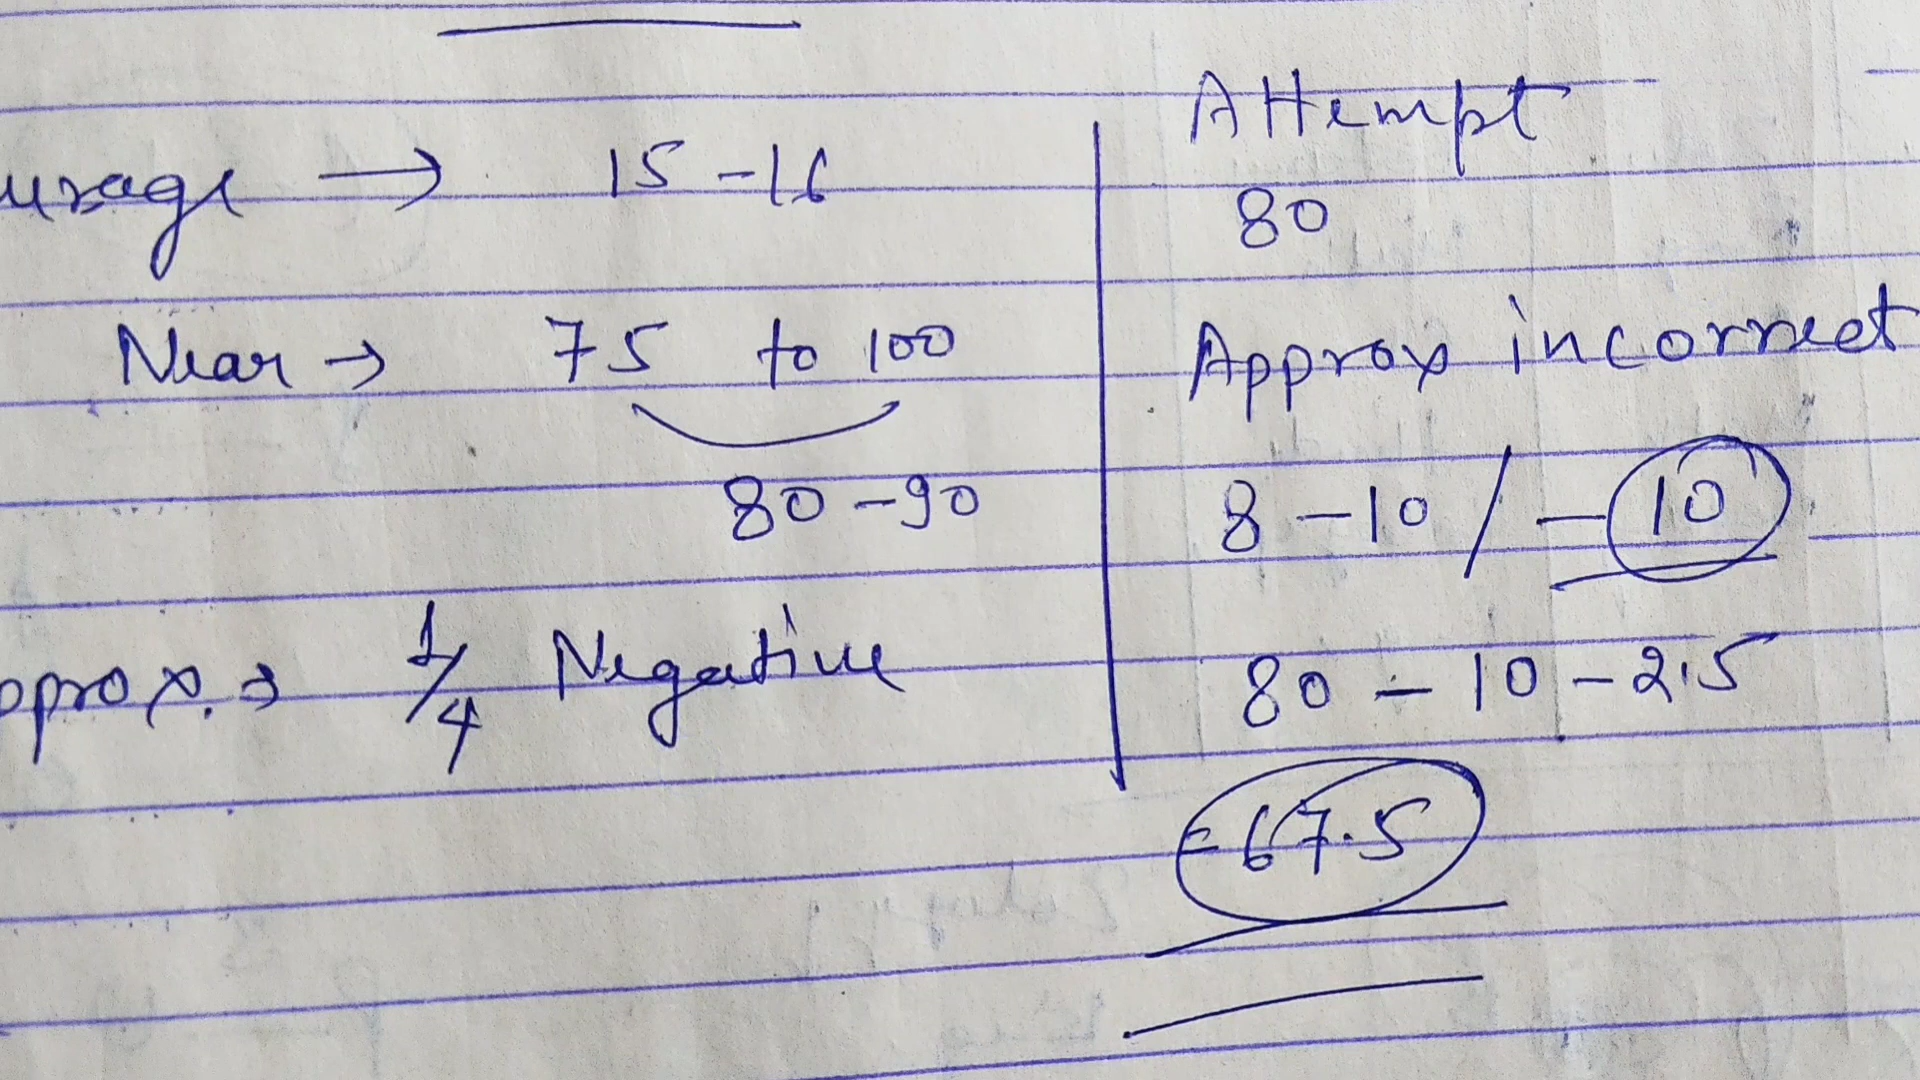 urage → 15-16
Near → 75 to 100
80-90
pprox. → 1/4 Negative
Attempt
80
Approx incorrect
8-10 / - 10
80 - 10 - 2.5
= 67.5